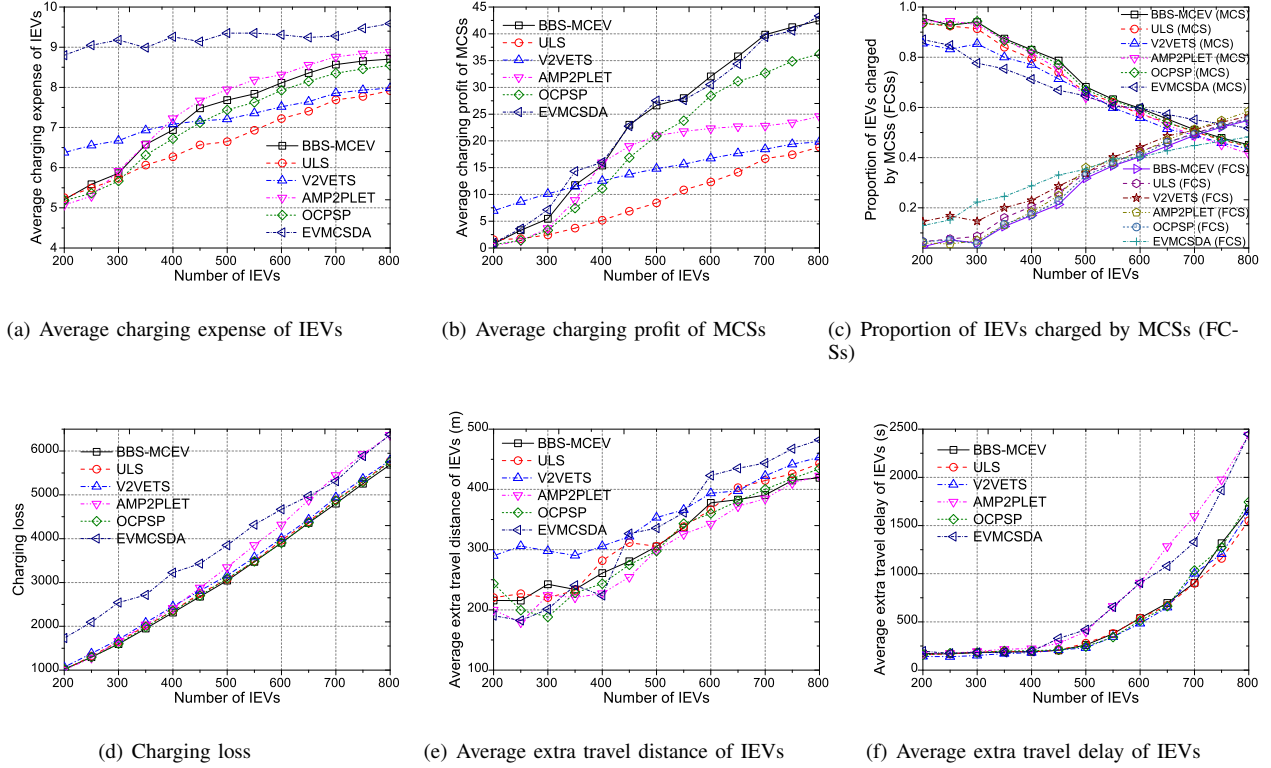 Average charging expense of IEVs
10
9
8
7
6
5
4
BBS-MCEV
ULS
V2VETS
AMP2PLET
OCPSP
EVMCSDA
200 300 400 500 600 700 800
Number of IEVs
(a) Average charging expense of IEVs
Average charging profit of MCSs
45
40
35
30
25
20
15
10
5
0
BBS-MCEV
ULS
V2VETS
AMP2PLET
OCPSP
EVMCSDA
200 300 400 500 600 700 800
Number of IEVs
(b) Average charging profit of MCSs
Proportion of IEVs charged
by MCSs (FCSs)
1.0
0.8
0.6
0.4
0.2
BBS-MCEV (MCS)
ULS (MCS)
V2VETS (MCS)
AMP2PLET (MCS)
OCPSP (MCS)
EVMCSDA (MCS)
BBS-MCEV (FCS)
ULS (FCS)
V2VETS (FCS)
AMP2PLET (FCS)
OCPSP (FCS)
EVMCSDA (FCS)
200 300 400 500 600 700 800
Number of IEVs
(c) Proportion of IEVs charged by MCSs (FC-
Ss)
Charging loss
6000
5000
4000
3000
2000
1000
BBS-MCEV
ULS
V2VETS
AMP2PLET
OCPSP
EVMCSDA
200 300 400 500 600 700 800
Number of IEVs
(d) Charging loss
Average extra travel distance of IEVs (m)
500
400
300
200
100
BBS-MCEV
ULS
V2VETS
AMP2PLET
OCPSP
EVMCSDA
200 300 400 500 600 700 800
Number of IEVs
(e) Average extra travel distance of IEVs
Average extra travel delay of IEVs (s)
2500
2000
1500
1000
500
0
BBS-MCEV
ULS
V2VETS
AMP2PLET
OCPSP
EVMCSDA
200 300 400 500 600 700 800
Number of IEVs
(f) Average extra travel delay of IEVs